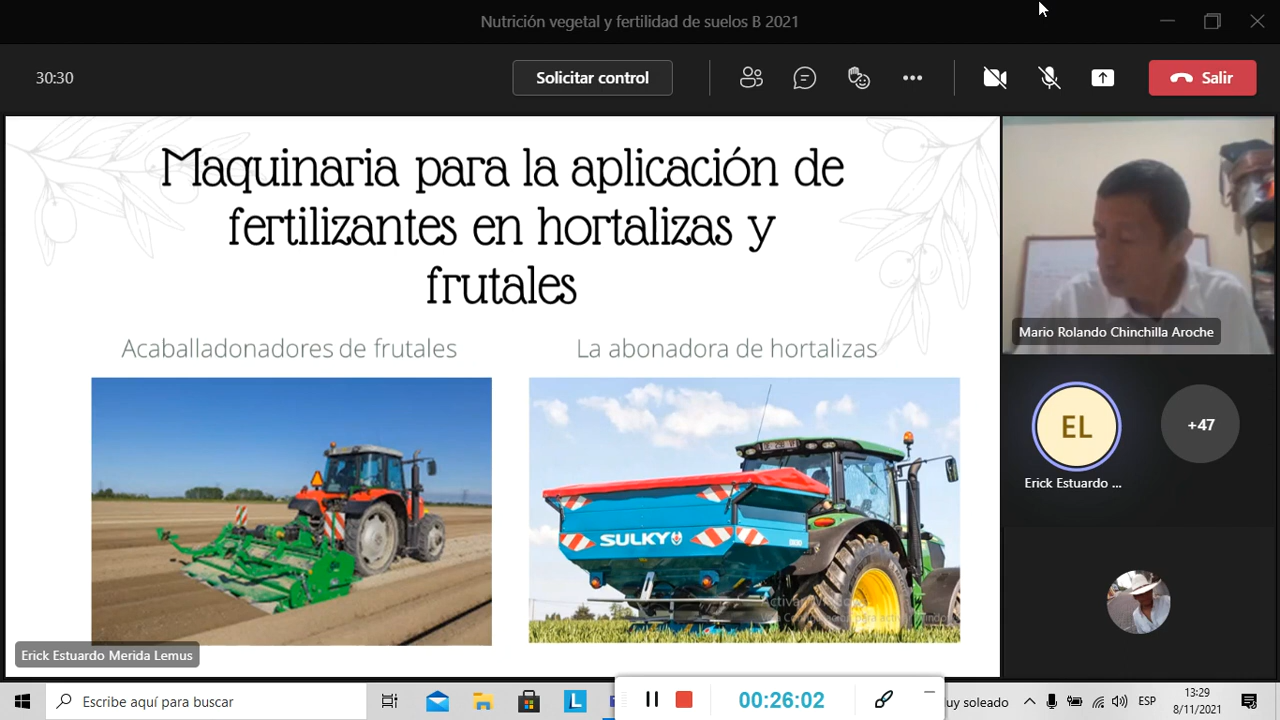 Nutrición vegetal y fertilidad de suelos B 2021
30:30
Solicitar control
Salir
Maquinaria para la aplicación de
fertilizantes en hortalizas y
frutales
Acaballadonadores de frutales
La abonadora de hortalizas
SULKY
Erick Estuardo Merida Lemus
Mario Rolando Chinchilla Aroche
EL
+47
Erick Estuardo ...
Escribe aquí para buscar
L
00:26:02
uy soleado
ESP
13:29
8/11/2021